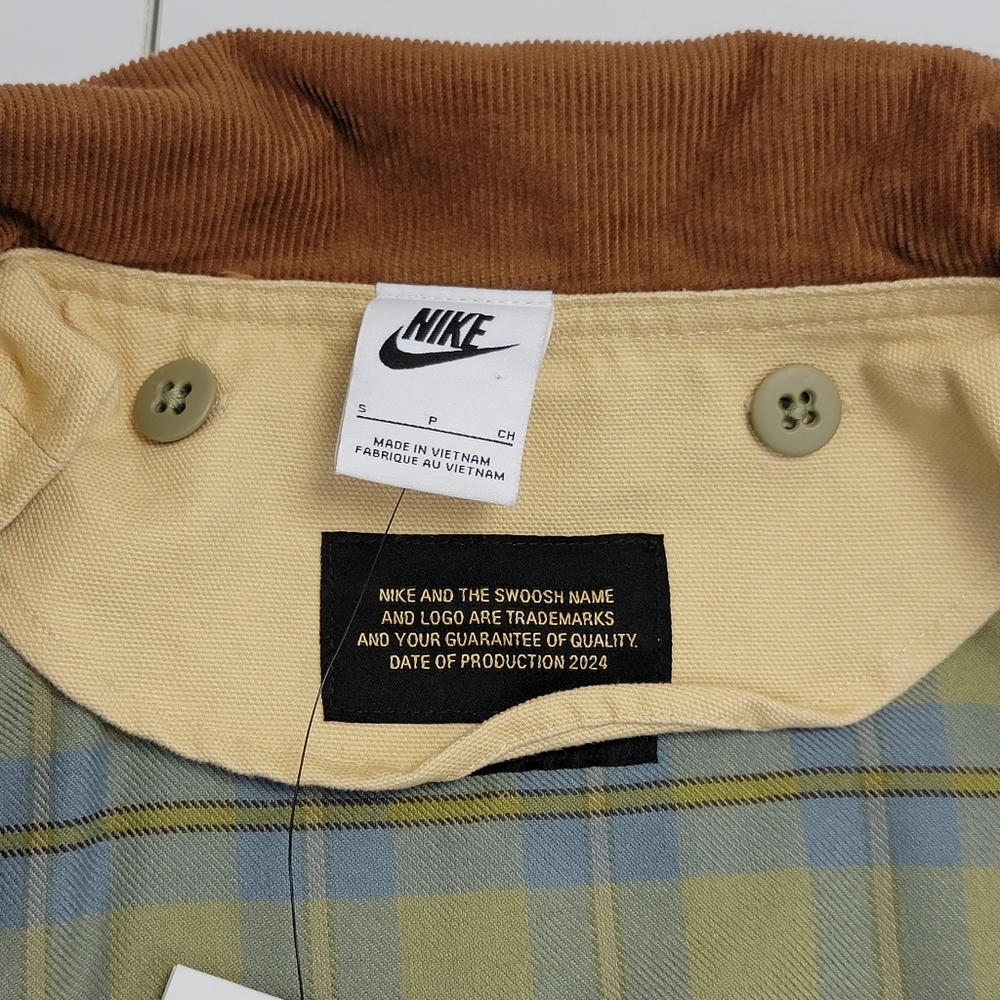 NIKE
S
P
CH
MADE IN VIETNAM
FABRIQUE AU VIETNAM
NIKE AND THE SWOOSH NAME
AND LOGO ARE TRADEMARKS
AND YOUR GUARANTEE OF QUALITY.
DATE OF PRODUCTION 2024